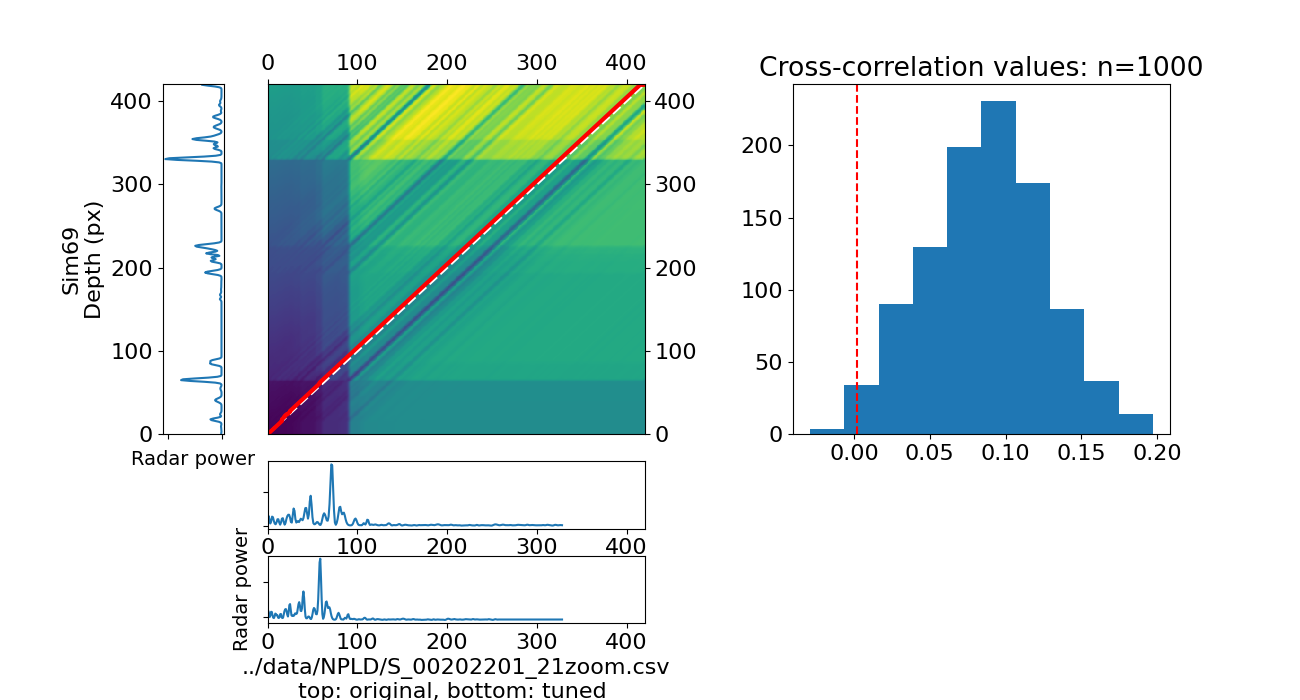 0 100 200 300 400
Cross-correlation values: n=1000
400
300
200
100
0
Sim69
Depth (px)
400
300
200
100
0
200
150
100
50
0
0.00 0.05 0.10 0.15 0.20
Radar power
0 100 200 300 400
Radar power
0 100 200 300 400
../data/NPLD/S_00202201_21zoom.csv
top: original, bottom: tuned